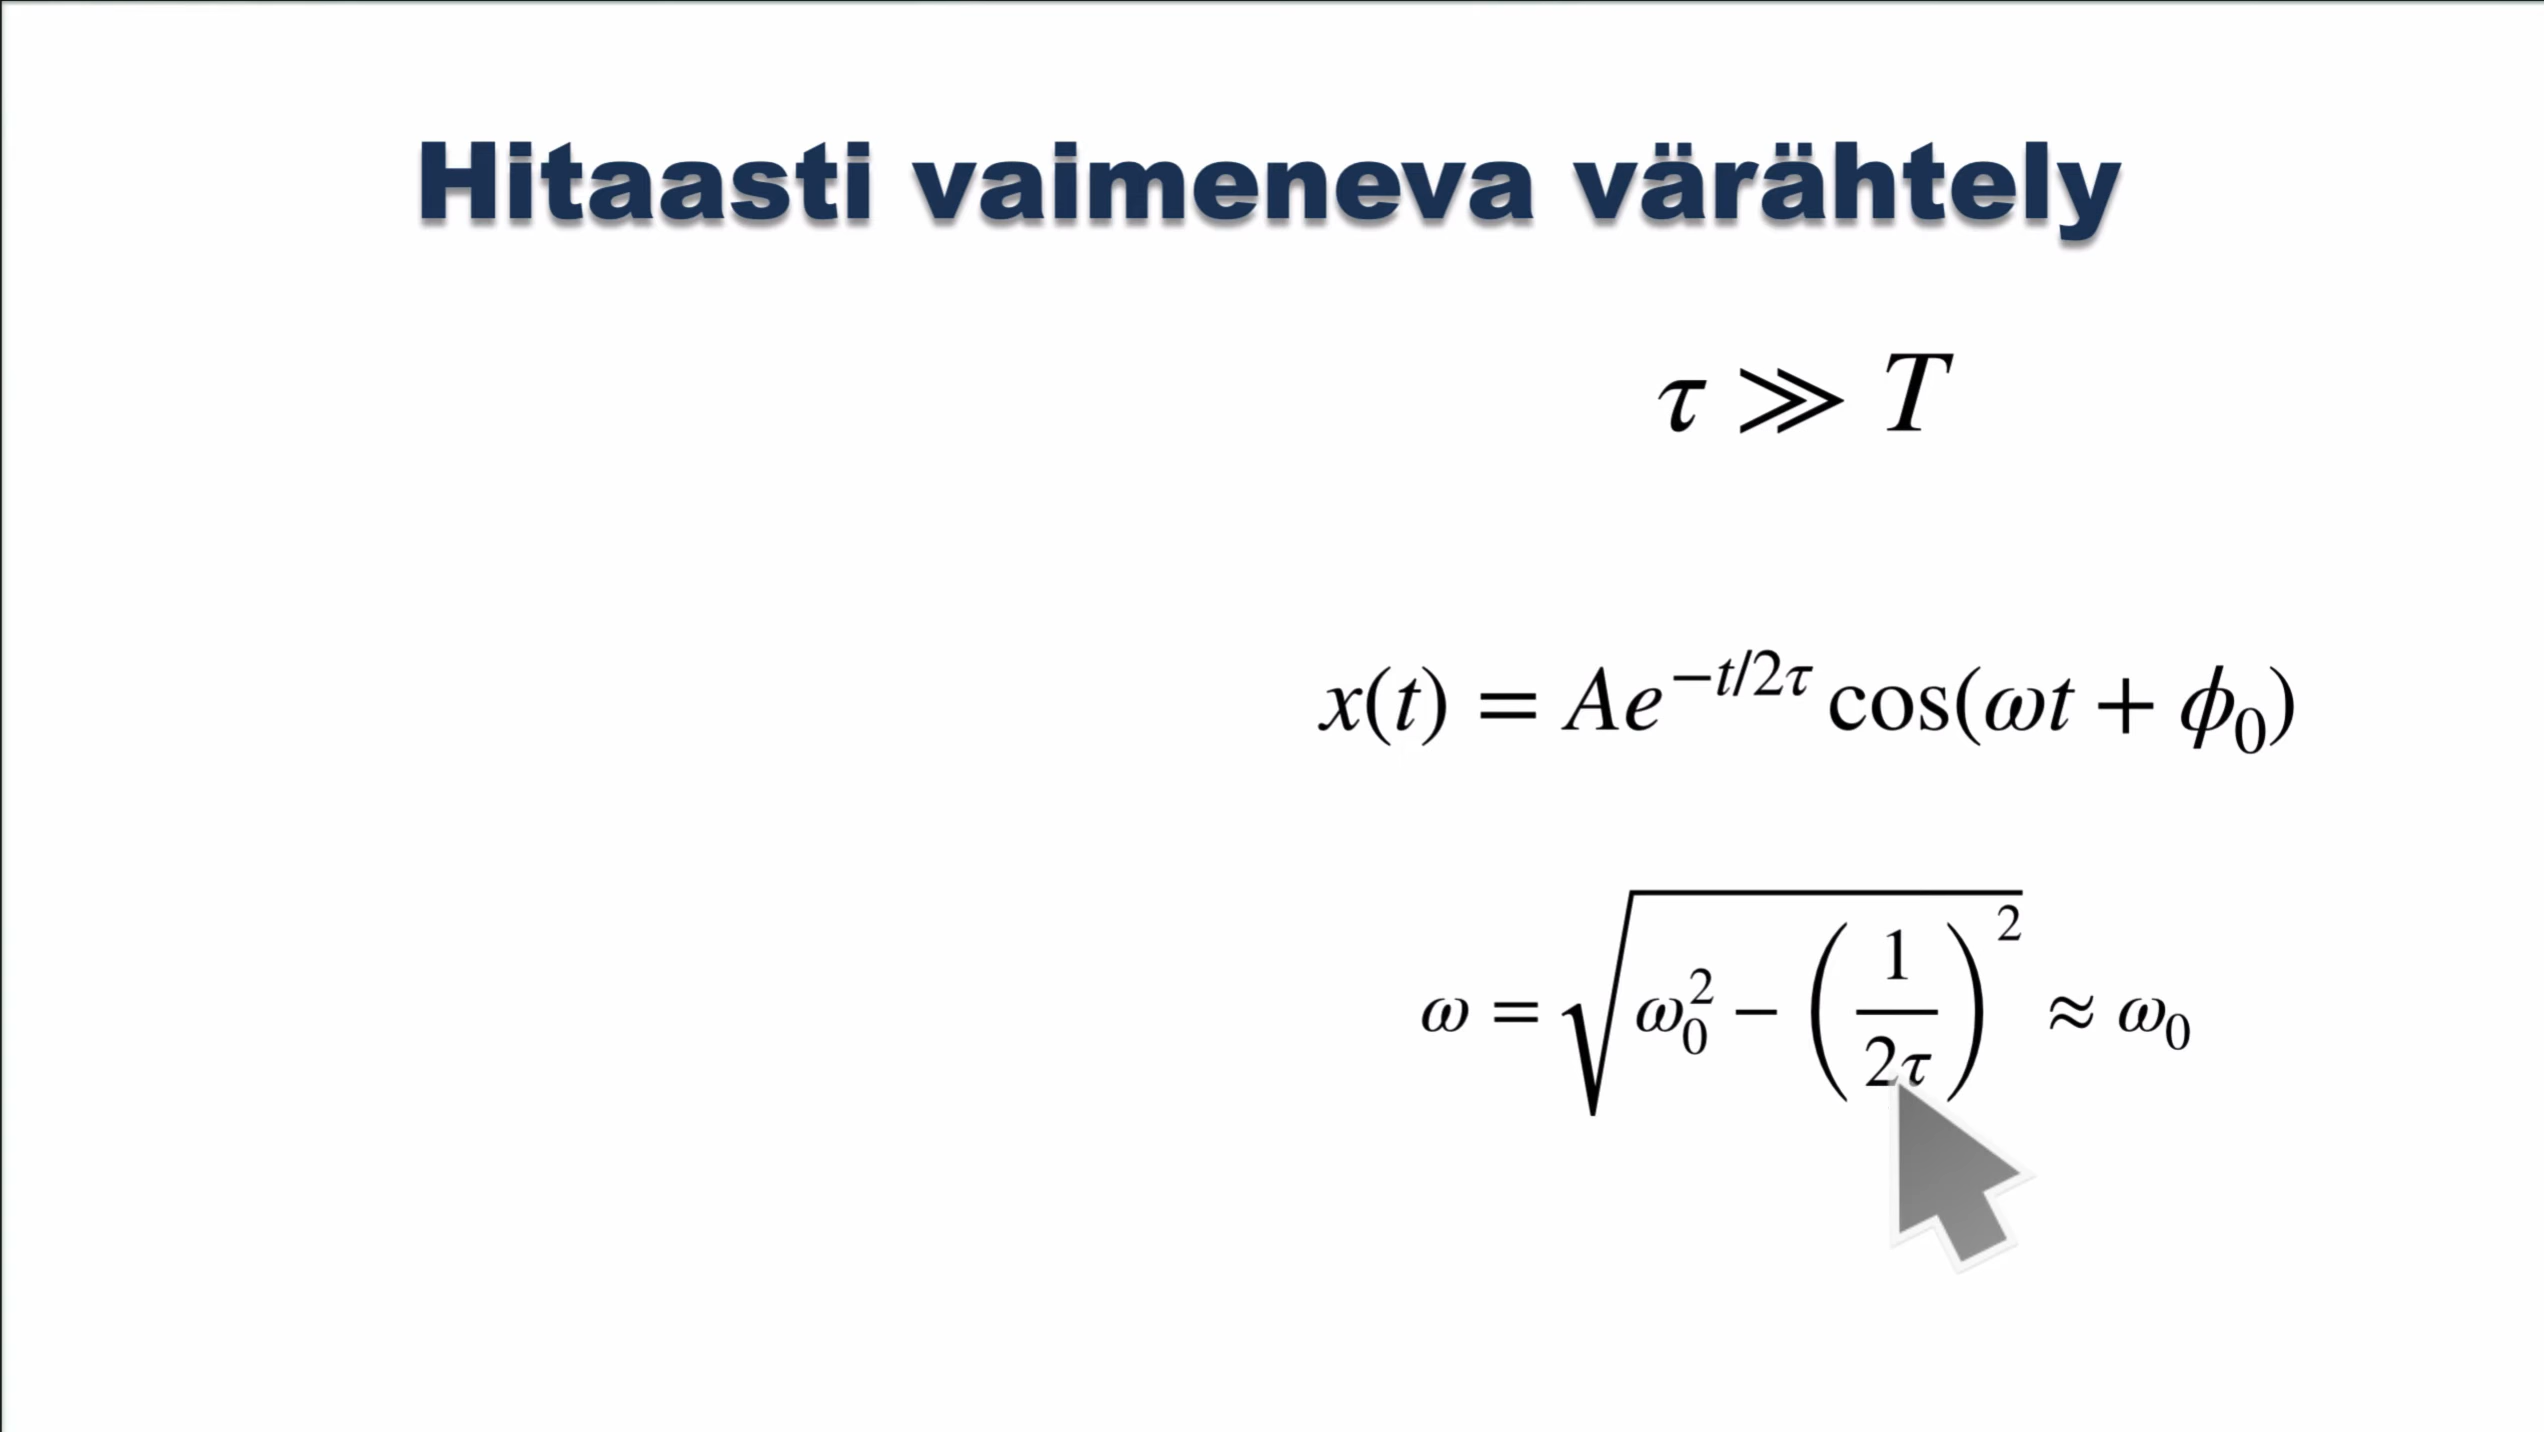 Hitaasti vaimeneva värähtely
τ ≫ T
x(t) = Ae^{−t/2τ} cos(ωt + ϕ₀)
ω = √(ω₀² − (1/2τ)²) ≈ ω₀